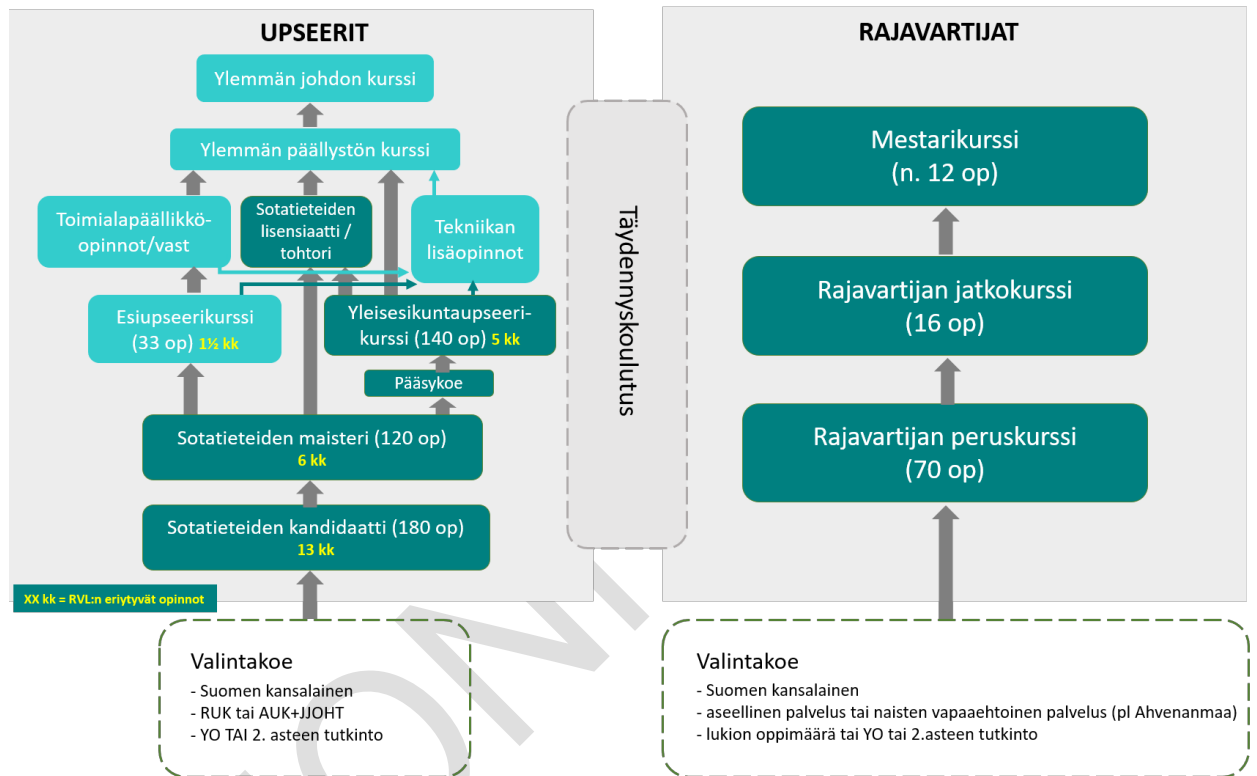 UPSEERIT
Ylemmän johdon kurssi
Ylemmän päällystön kurssi
Toimialapäällikkö-
opinnot/vast
Sotatieteiden
lisensiaatti /
tohtori
Tekniikan
lisäopinnot
Esiupseerikurssi
(33 op) 1½ kk
Yleisesikuntaupseeri-
kurssi (140 op) 5 kk
Pääsykoe
Sotatieteiden maisteri (120 op)
6 kk
Sotatieteiden kandidaatti (180 op)
13 kk
XX kk = RVL:n eriytyvät opinnot
Valintakoe
- Suomen kansalainen
- RUK tai AUK+JJOHT
- YO TAI 2. asteen tutkinto
Täydennyskoulutus
RAJAVARTIJAT
Mestarikurssi
(n. 12 op)
Rajavartijan jatkokurssi
(16 op)
Rajavartijan peruskurssi
(70 op)
Valintakoe
- Suomen kansalainen
- aseellinen palvelus tai naisten vapaaehtoinen palvelus (pl Ahvenanmaa)
- lukion oppimäärä tai YO tai 2.asteen tutkinto